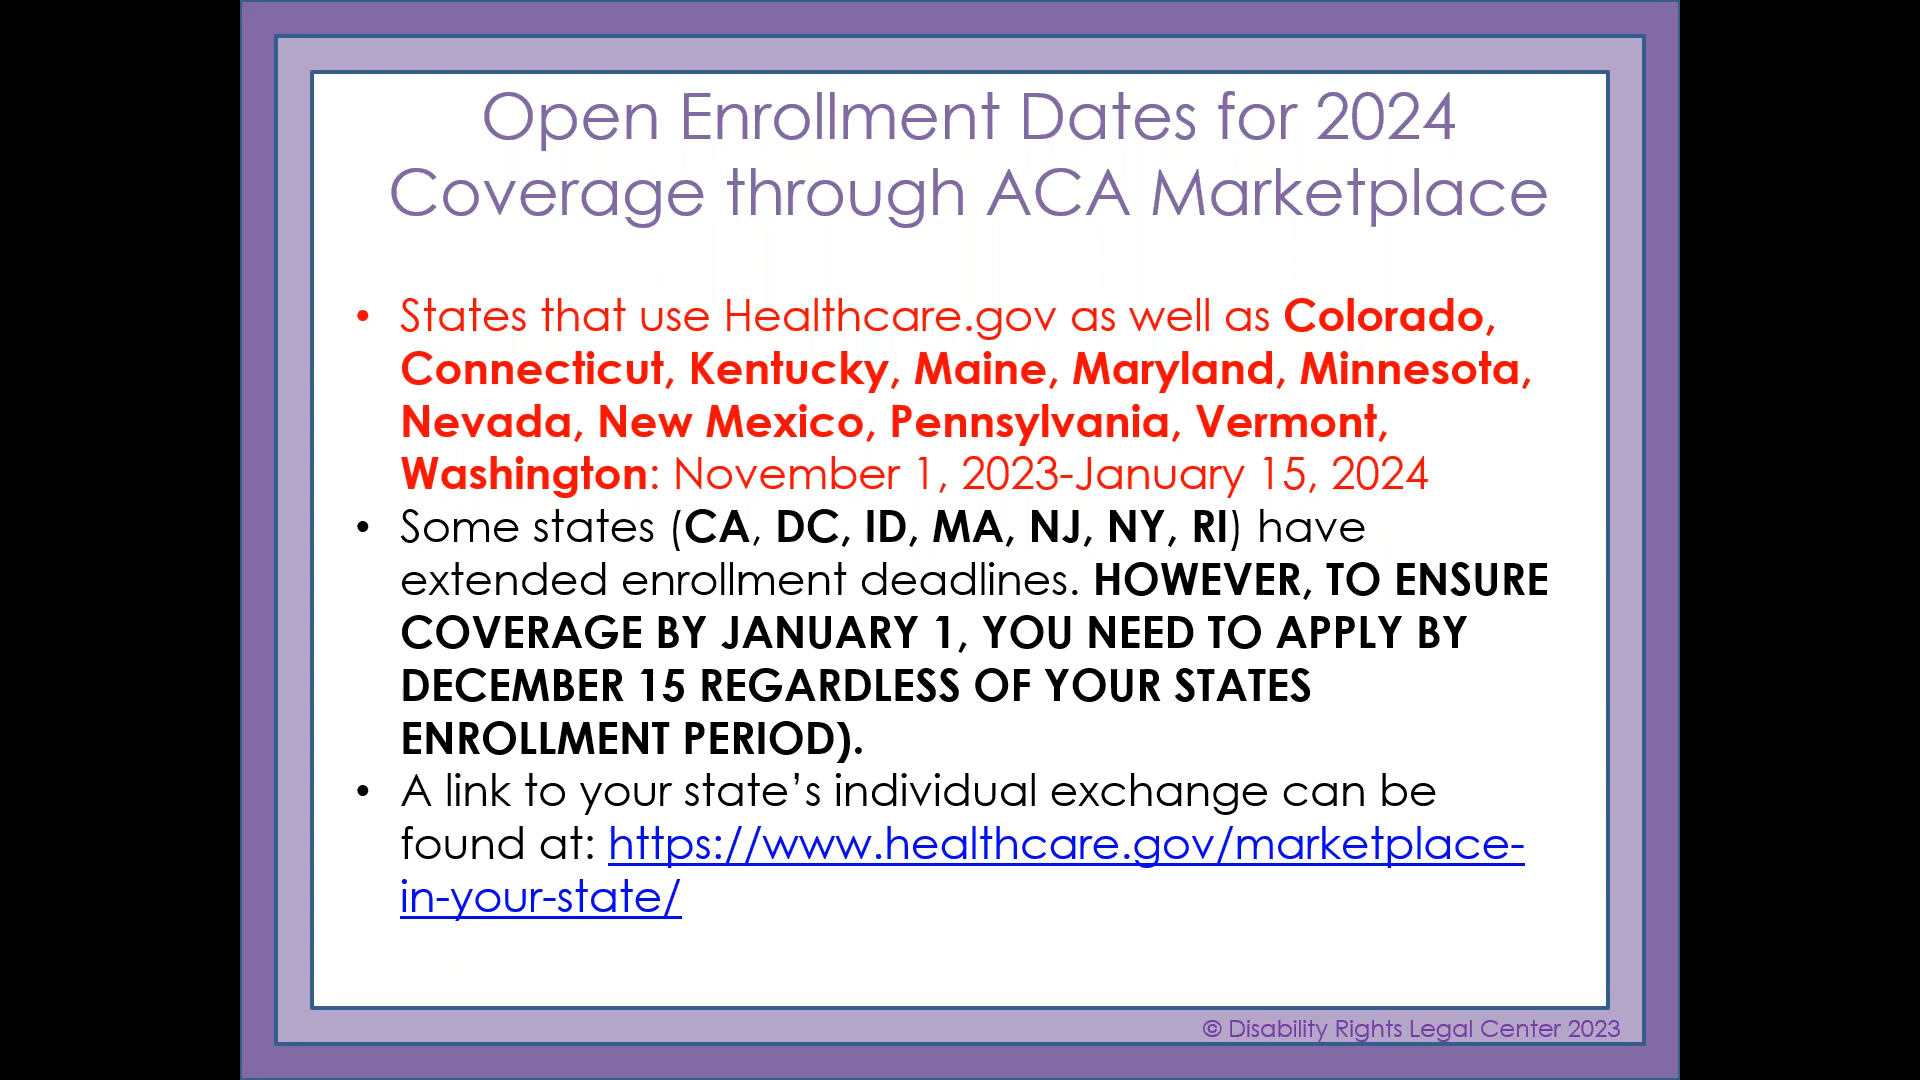 Open Enrollment Dates for 2024
Coverage through ACA Marketplace
• States that use Healthcare.gov as well as Colorado,
Connecticut, Kentucky, Maine, Maryland, Minnesota,
Nevada, New Mexico, Pennsylvania, Vermont,
Washington: November 1, 2023-January 15, 2024
• Some states (CA, DC, ID, MA, NJ, NY, RI) have
extended enrollment deadlines. HOWEVER, TO ENSURE
COVERAGE BY JANUARY 1, YOU NEED TO APPLY BY
DECEMBER 15 REGARDLESS OF YOUR STATES
ENROLLMENT PERIOD).
• A link to your state’s individual exchange can be
found at: https://www.healthcare.gov/marketplace-
in-your-state/
© Disability Rights Legal Center 2023